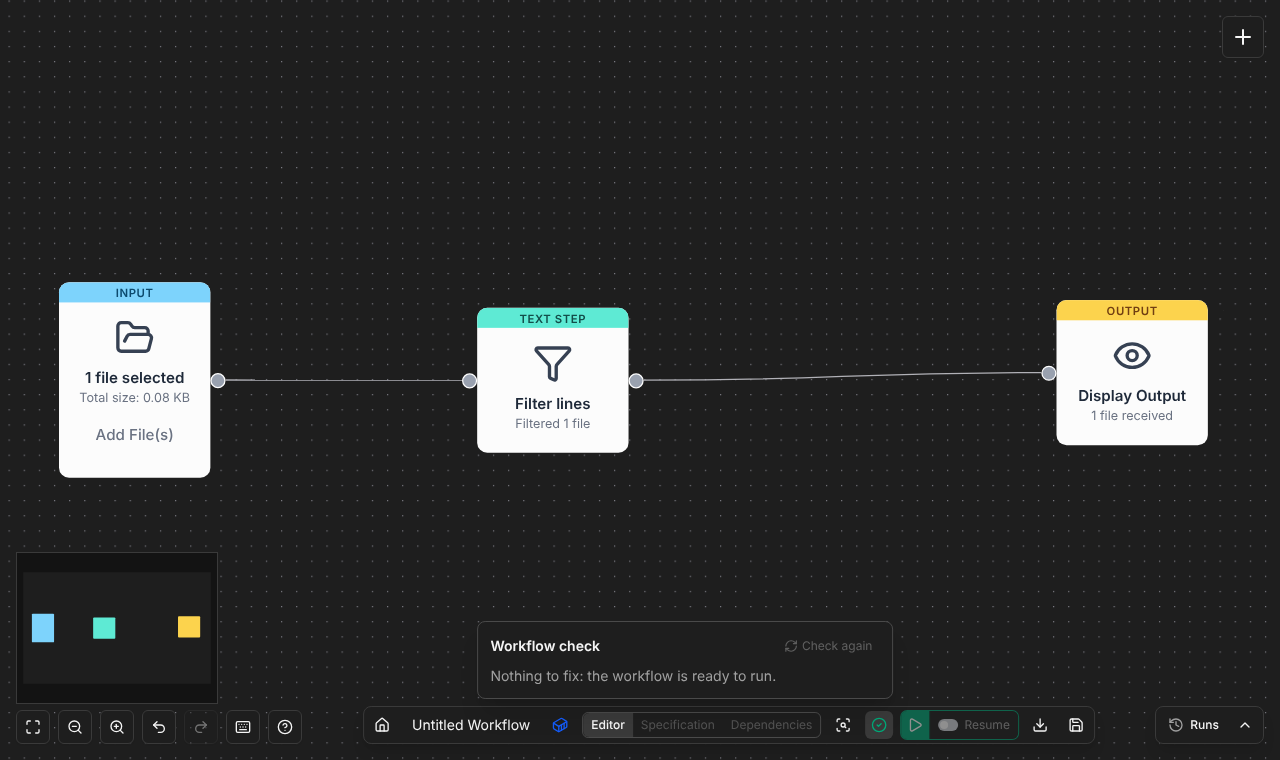 INPUT
1 file selected
Total size: 0.08 KB
Add File(s)
TEXT STEP
Filter lines
Filtered 1 file
OUTPUT
Display Output
1 file received
Workflow check
Check again
Nothing to fix: the workflow is ready to run.
Untitled Workflow
Editor
Specification
Dependencies
Resume
Runs